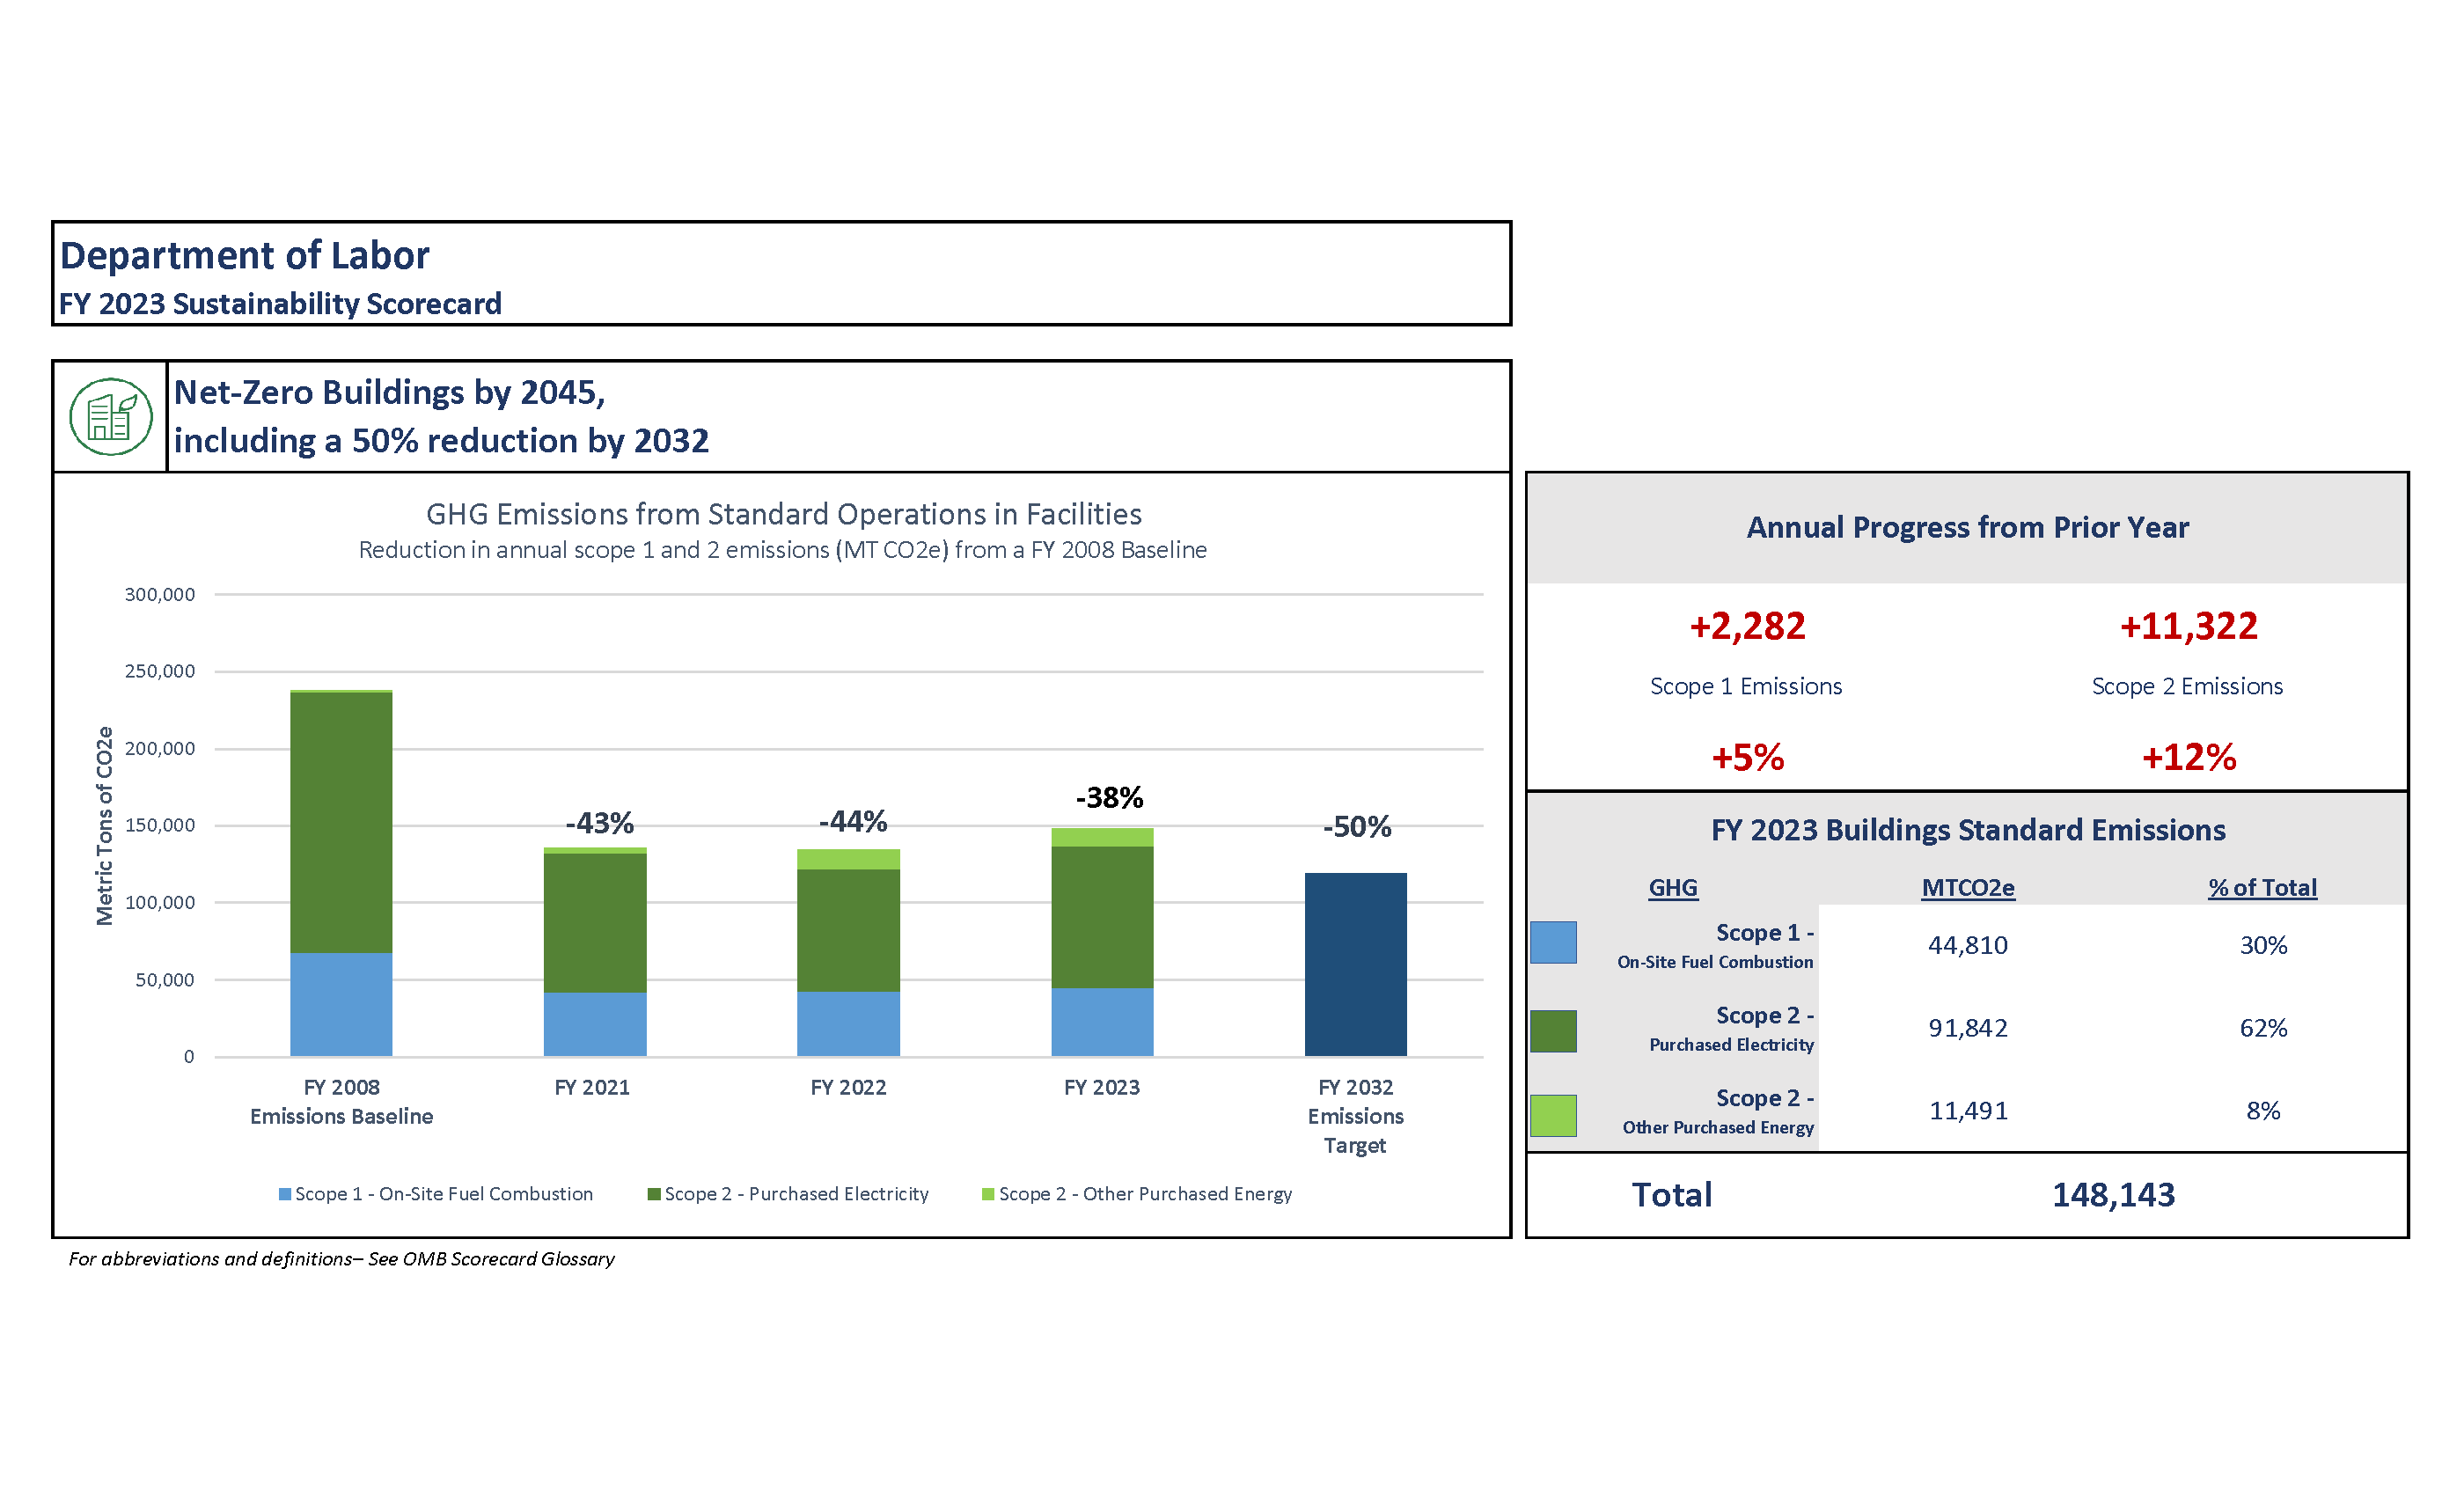 Department of Labor
FY 2023 Sustainability Scorecard
Net-Zero Buildings by 2045,
including a 50% reduction by 2032
GHG Emissions from Standard Operations in Facilities
Reduction in annual scope 1 and 2 emissions (MT CO2e) from a FY 2008 Baseline
Metric Tons of CO2e
300,000
250,000
200,000
150,000
100,000
50,000
0
-43%
-44%
-38%
-50%
FY 2008
Emissions Baseline
FY 2021
FY 2022
FY 2023
FY 2032
Emissions
Target
Scope 1 - On-Site Fuel Combustion
Scope 2 - Purchased Electricity
Scope 2 - Other Purchased Energy
For abbreviations and definitions– See OMB Scorecard Glossary
Annual Progress from Prior Year
+2,282 +11,322
Scope 1 Emissions Scope 2 Emissions
+5% +12%
FY 2023 Buildings Standard Emissions
GHG MTCO2e % of Total
Scope 1 -
On-Site Fuel Combustion
44,810 30%
Scope 2 -
Purchased Electricity
91,842 62%
Scope 2 -
Other Purchased Energy
11,491 8%
Total 148,143